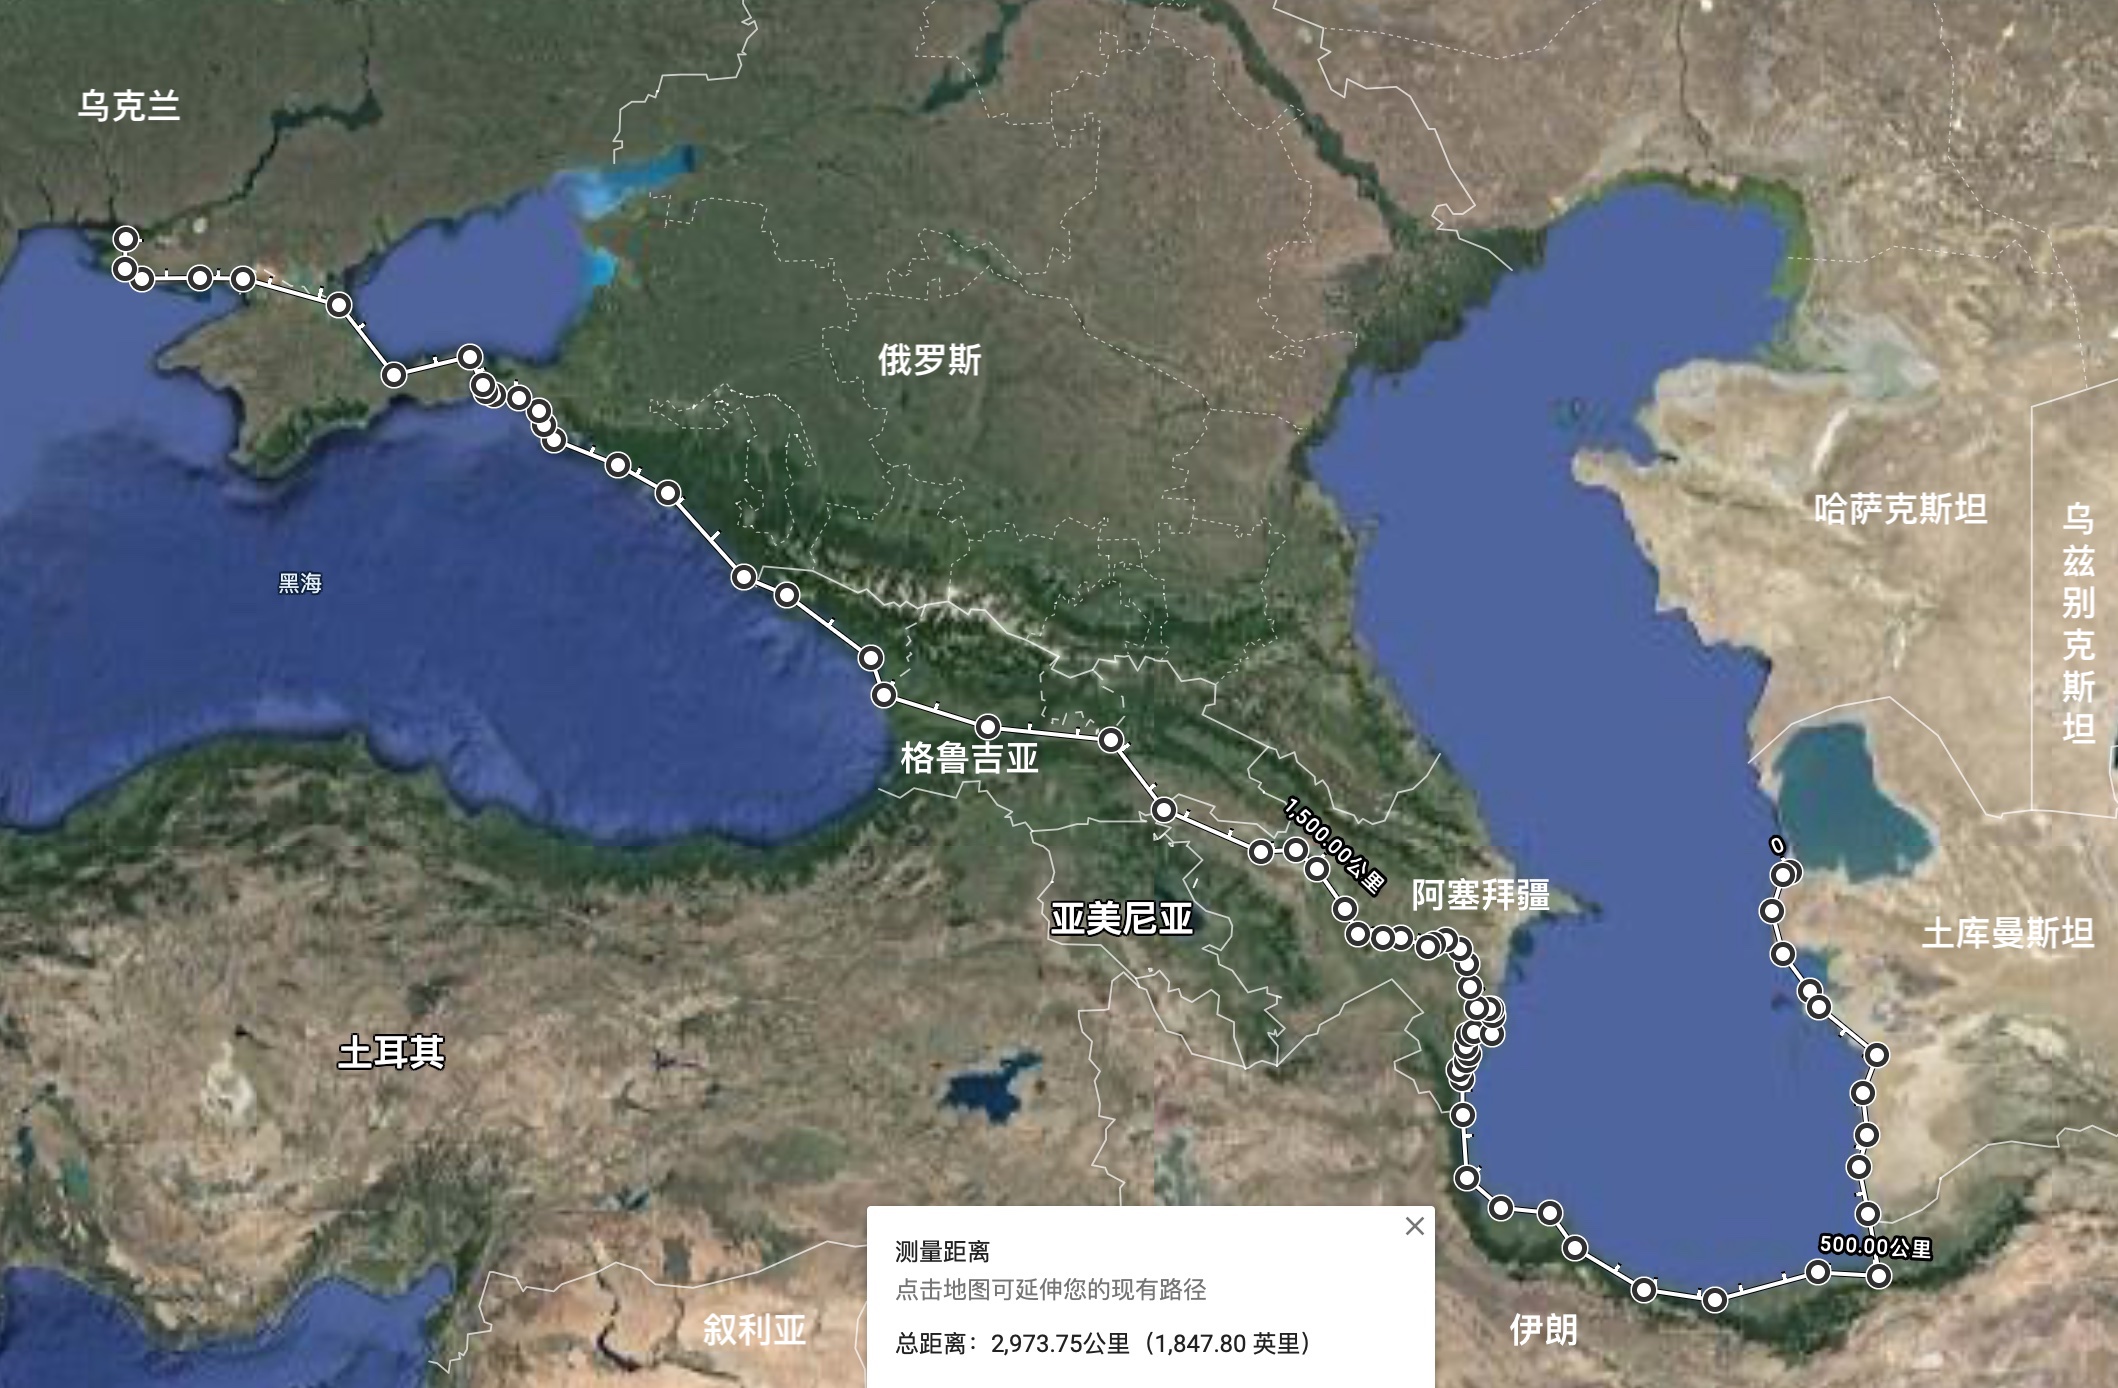 乌克兰
俄罗斯
哈萨克斯坦
乌兹别克斯坦
黑海
格鲁吉亚
1,500.00公里
0
阿塞拜疆
亚美尼亚
土库曼斯坦
土耳其
500.00公里
叙利亚
伊朗
测量距离
点击地图可延伸您的现有路径
总距离：2,973.75公里（1,847.80 英里）